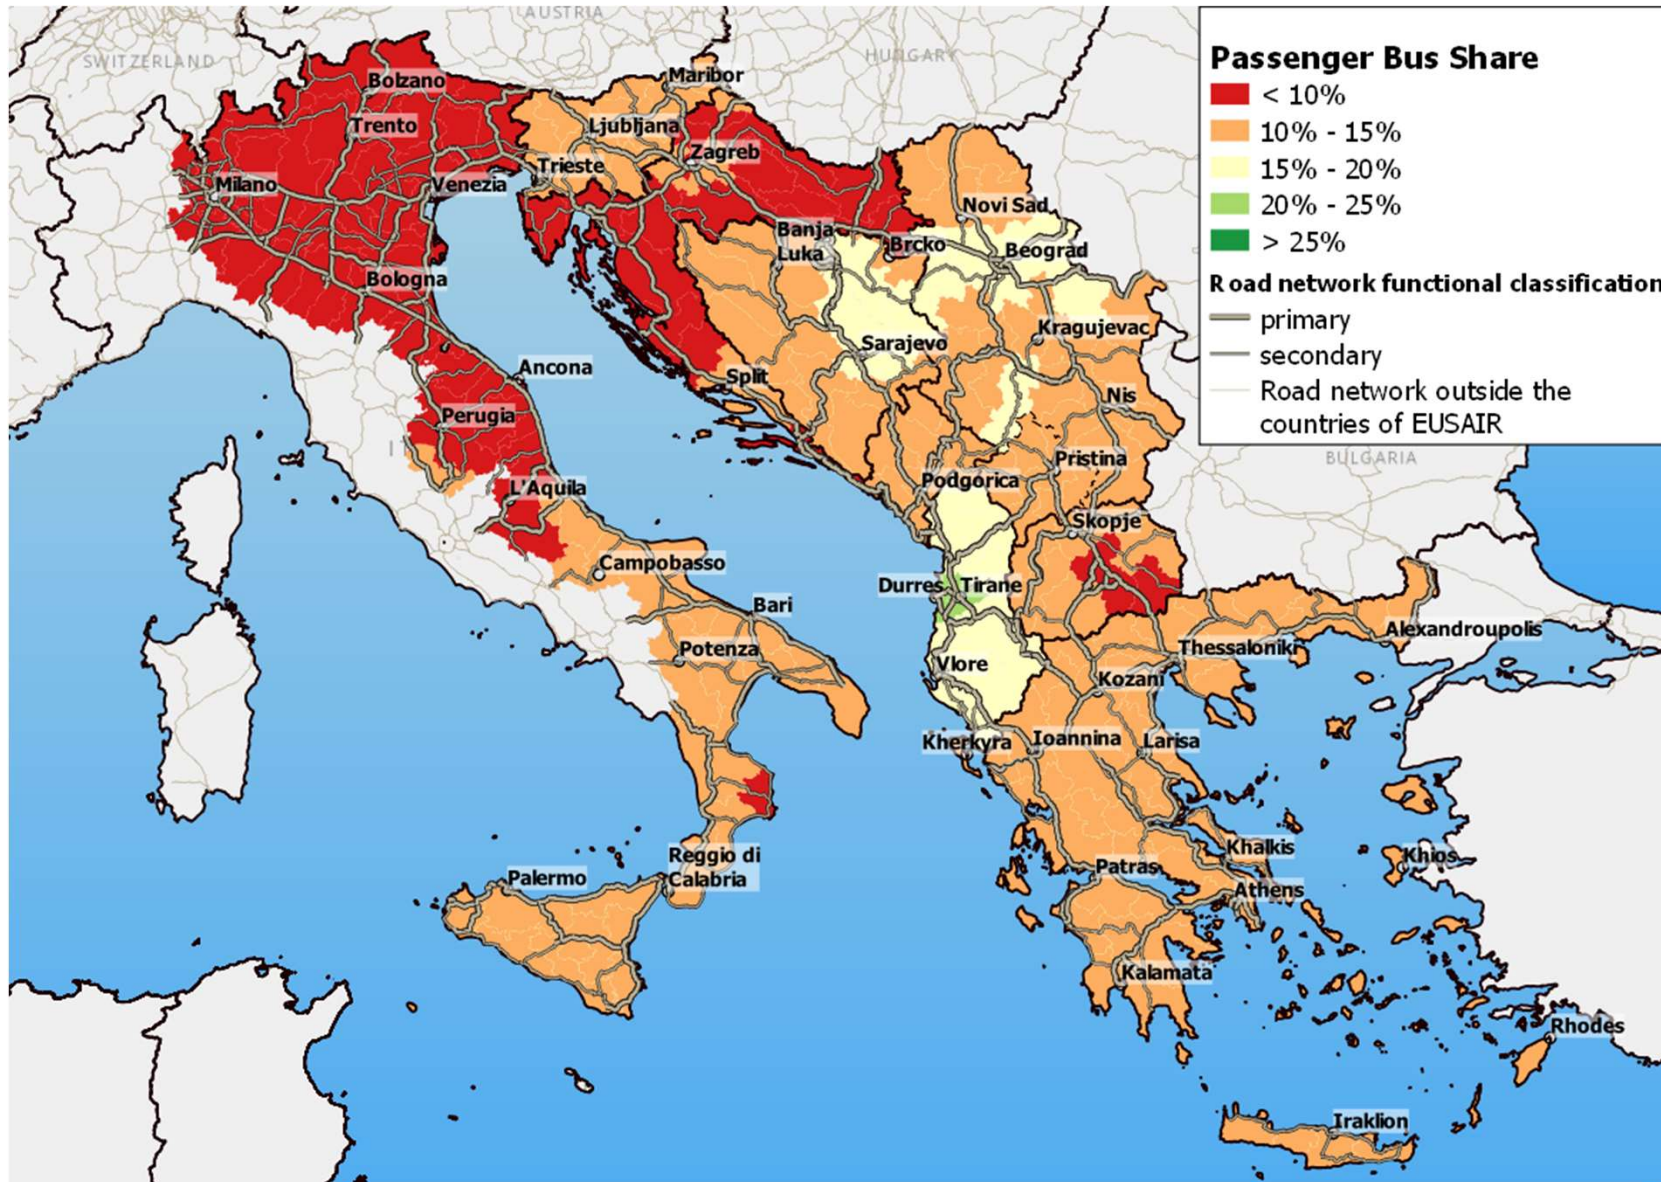 AUSTRIA
SWITZERLAND
HUNGARY
Passenger Bus Share
< 10%
10% - 15%
15% - 20%
20% - 25%
> 25%
Road network functional classification
primary
secondary
Road network outside the
countries of EUSAIR
Bolzano
Maribor
Trento
Ljubljana
Zagreb
Trieste
Milano
Venezia
Novi Sad
Banja
Luka
Brcko
Beograd
Bologna
Kragujevac
Sarajevo
Ancona
Split
Nis
Perugia
IT
Pristina
BULGARIA
Podgorica
L'Aquila
Skopje
Campobasso
Durres
Tirane
Bari
Alexandroupolis
Potenza
Thessaloniki
Vlore
Kozani
Kherkyra
Ioannina
Larisa
Reggio di
Calabria
Khalkis
Khios
Palermo
Patras
Athens
Kalamata
Rhodes
Iraklion